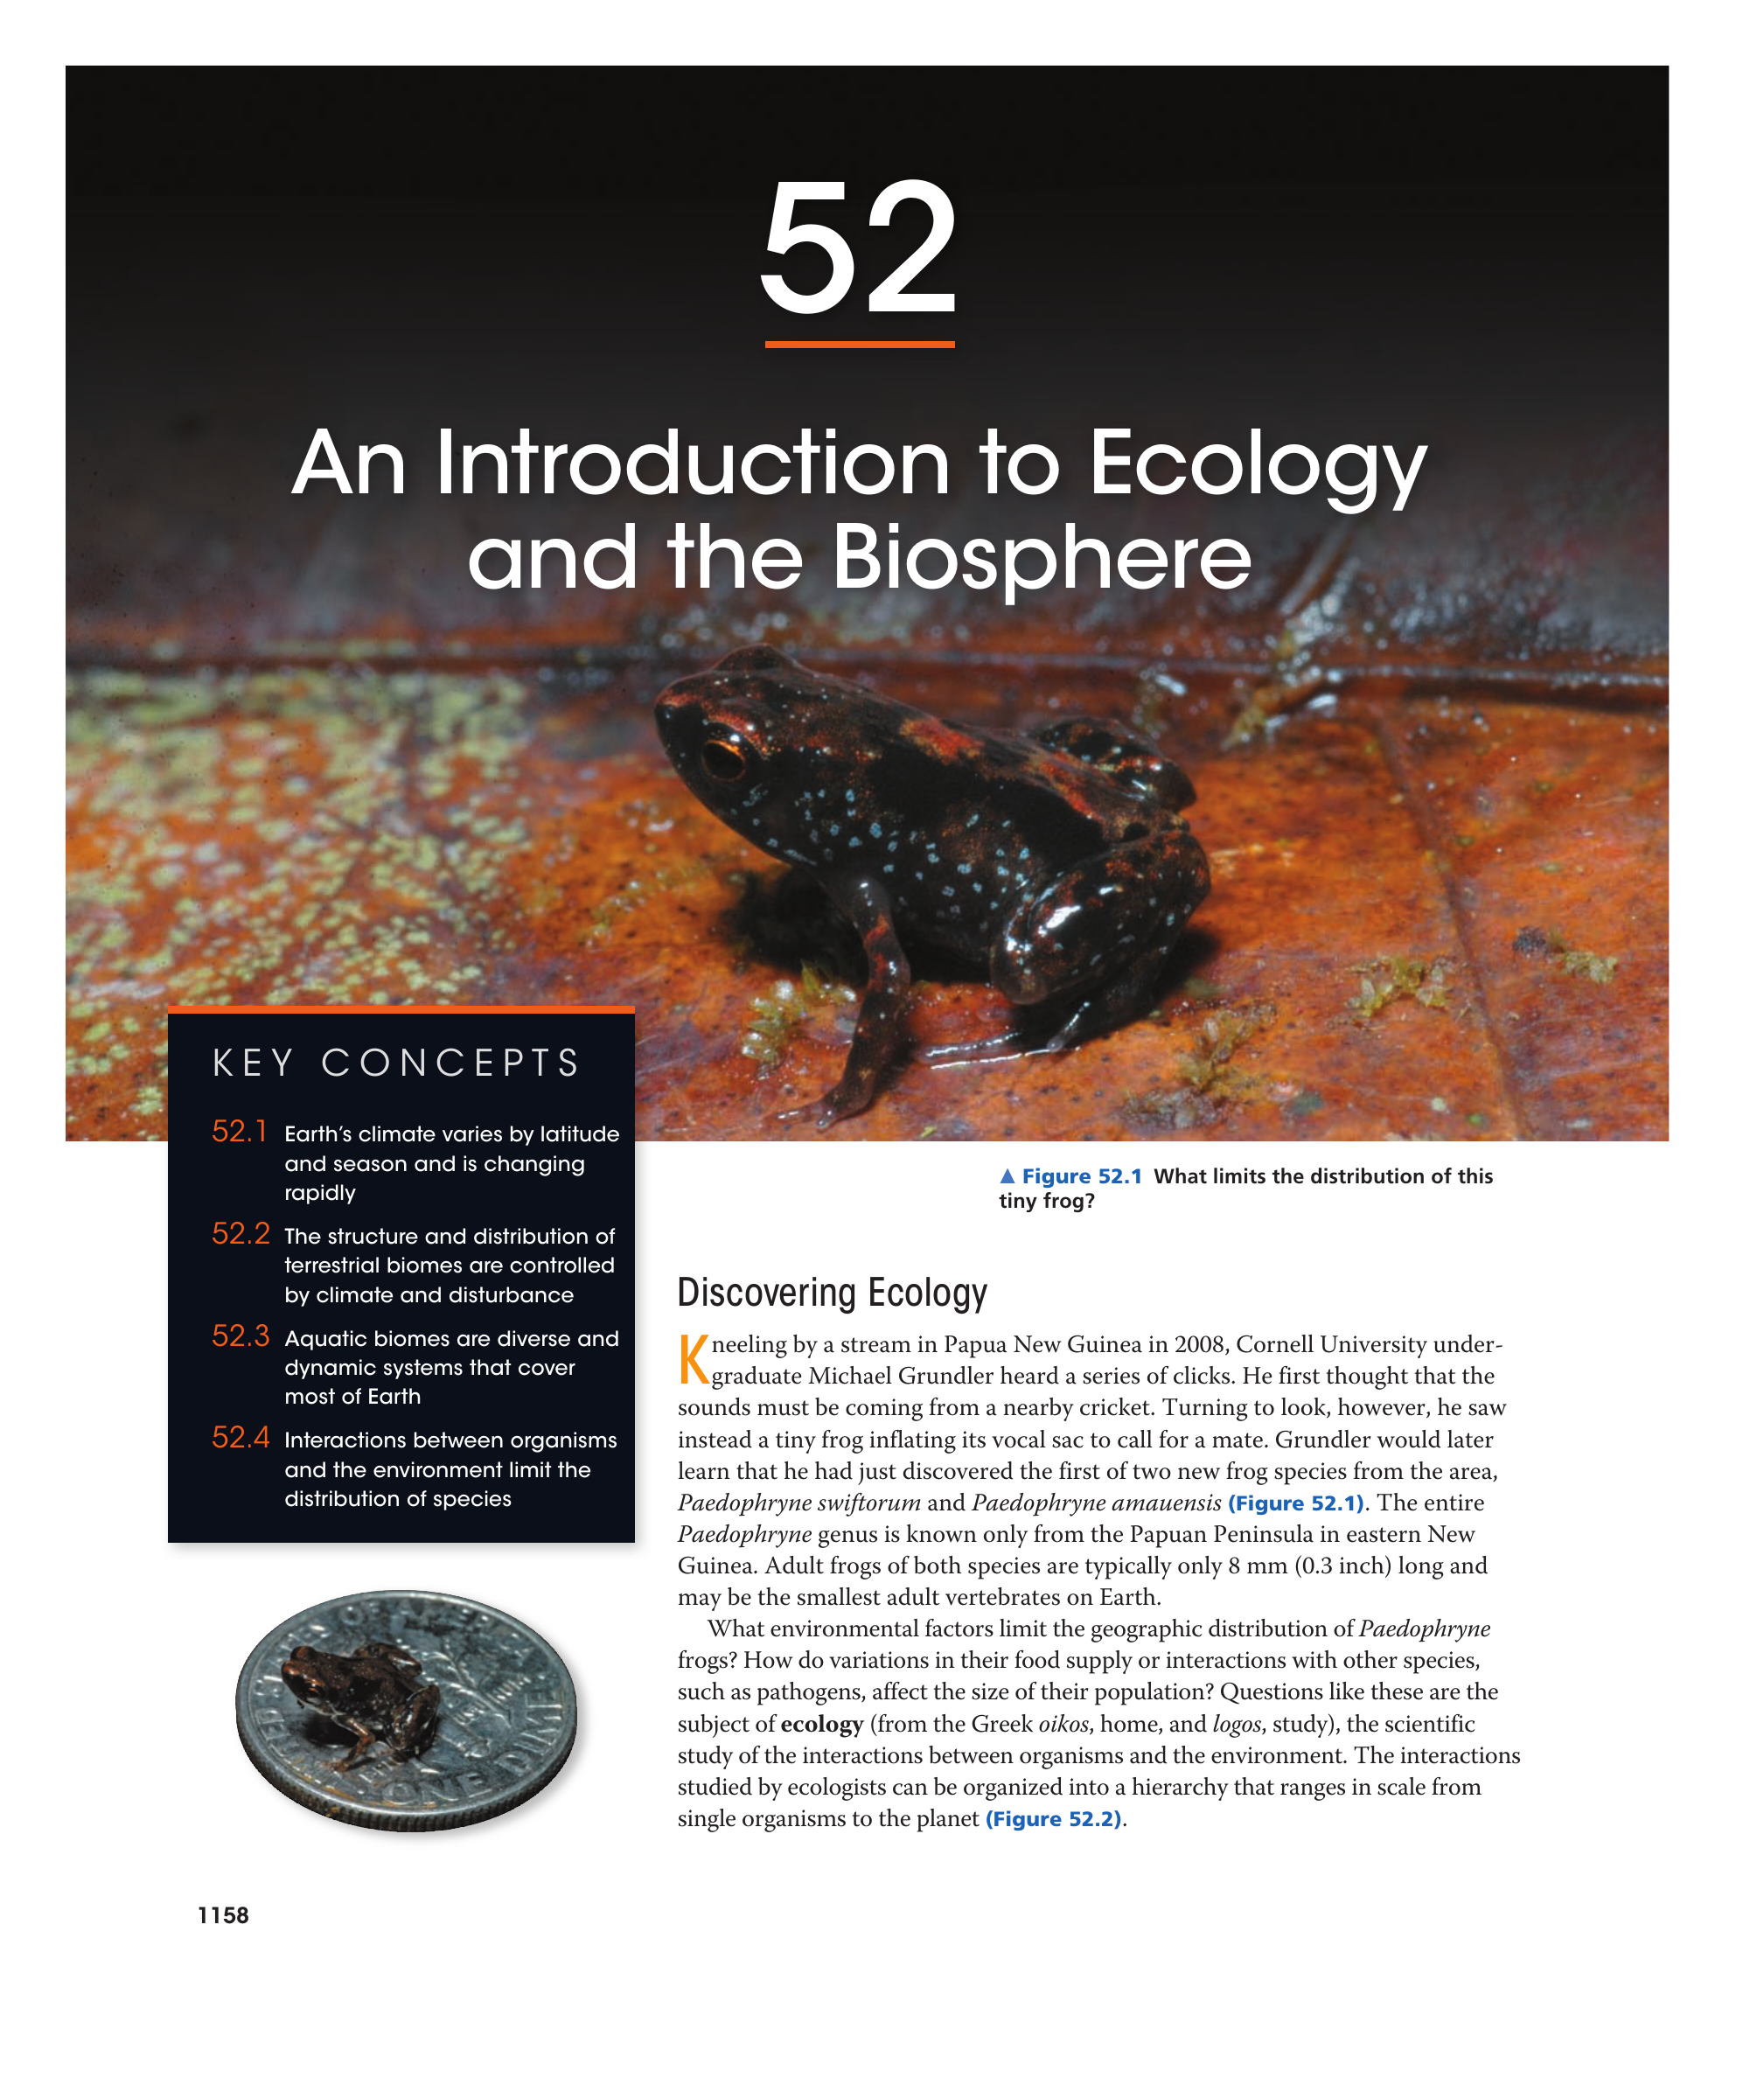 52
An Introduction to Ecology
and the Biosphere
KEY CONCEPTS
52.1 Earth's climate varies by latitude
and season and is changing
rapidly
52.2 The structure and distribution of
terrestrial biomes are controlled
by climate and disturbance
52.3 Aquatic biomes are diverse and
dynamic systems that cover
most of Earth
52.4 Interactions between organisms
and the environment limit the
distribution of species
▲ Figure 52.1 What limits the distribution of this
tiny frog?
Discovering Ecology
Kneeling by a stream in Papua New Guinea in 2008, Cornell University under-
graduate Michael Grundler heard a series of clicks. He first thought that the
sounds must be coming from a nearby cricket. Turning to look, however, he saw
instead a tiny frog inflating its vocal sac to call for a mate. Grundler would later
learn that he had just discovered the first of two new frog species from the area,
Paedophryne swiftorum and Paedophryne amauensis (Figure 52.1). The entire
Paedophryne genus is known only from the Papuan Peninsula in eastern New
Guinea. Adult frogs of both species are typically only 8 mm (0.3 inch) long and
may be the smallest adult vertebrates on Earth.
What environmental factors limit the geographic distribution of Paedophryne
frogs? How do variations in their food supply or interactions with other species,
such as pathogens, affect the size of their population? Questions like these are the
subject of ecology (from the Greek oikos, home, and logos, study), the scientific
study of the interactions between organisms and the environment. The interactions
studied by ecologists can be organized into a hierarchy that ranges in scale from
single organisms to the planet (Figure 52.2).
ONE DIME
1158